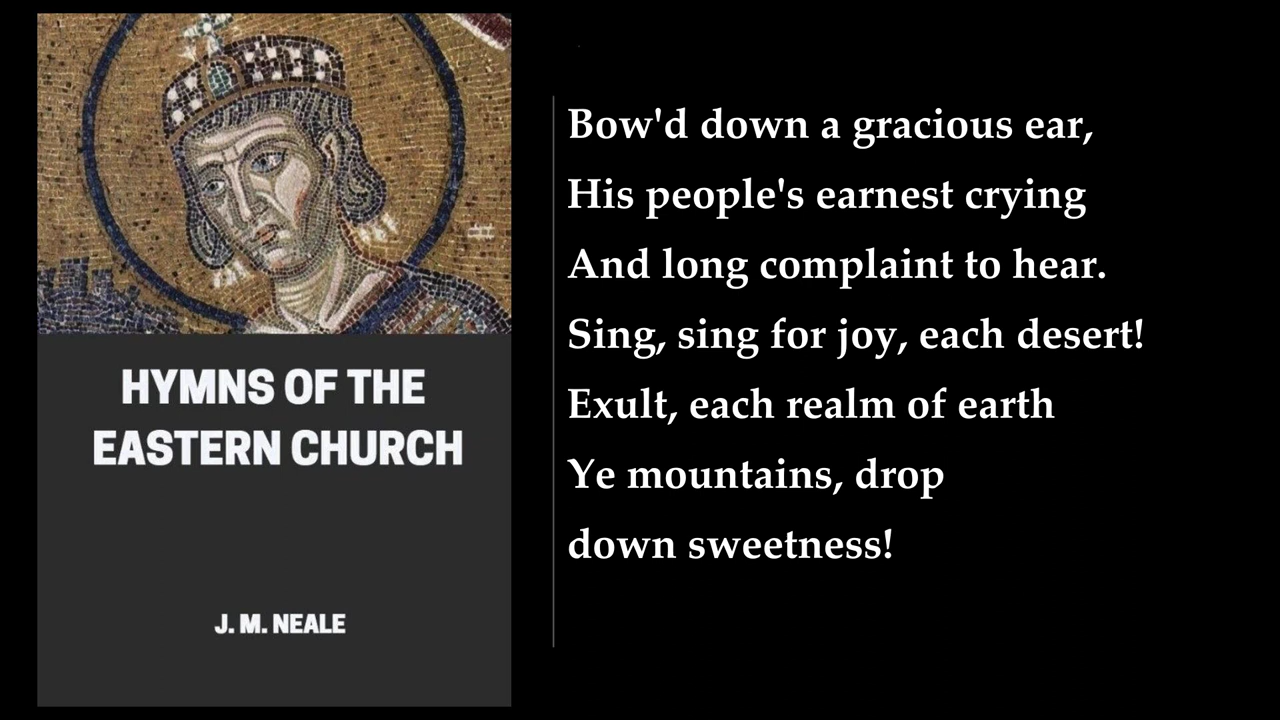 HYMNS OF THE
EASTERN CHURCH
J. M. NEALE
Bow'd down a gracious ear,
His people's earnest crying
And long complaint to hear.
Sing, sing for joy, each desert!
Exult, each realm of earth
Ye mountains, drop
down sweetness!